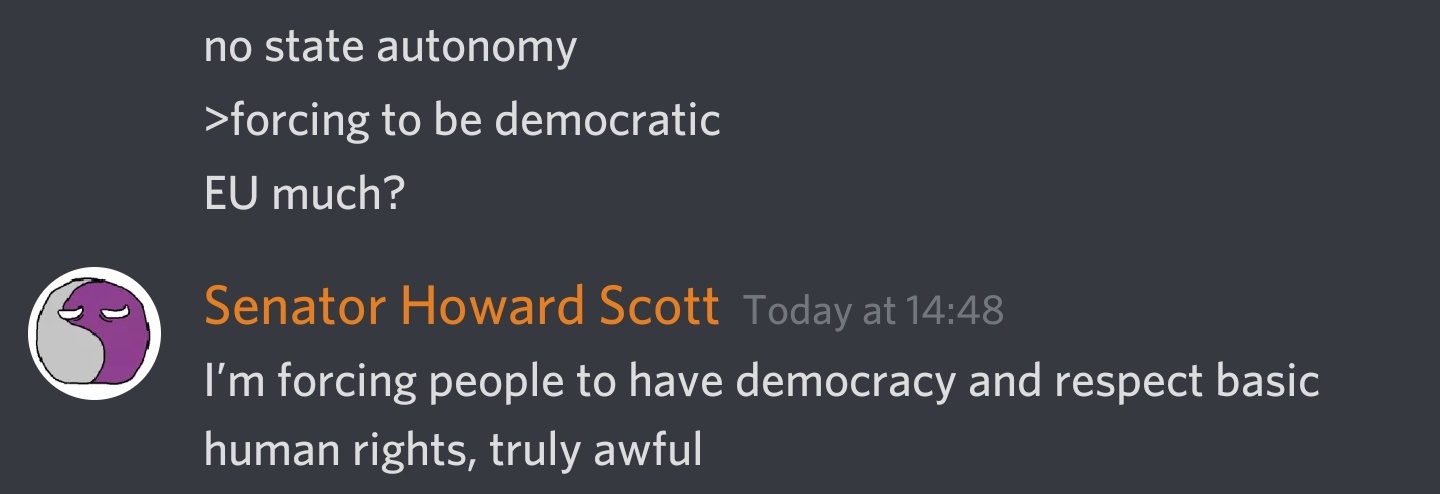 no state autonomy
>forcing to be democratic
EU much?
Senator Howard Scott Today at 14:48
I’m forcing people to have democracy and respect basic
human rights, truly awful